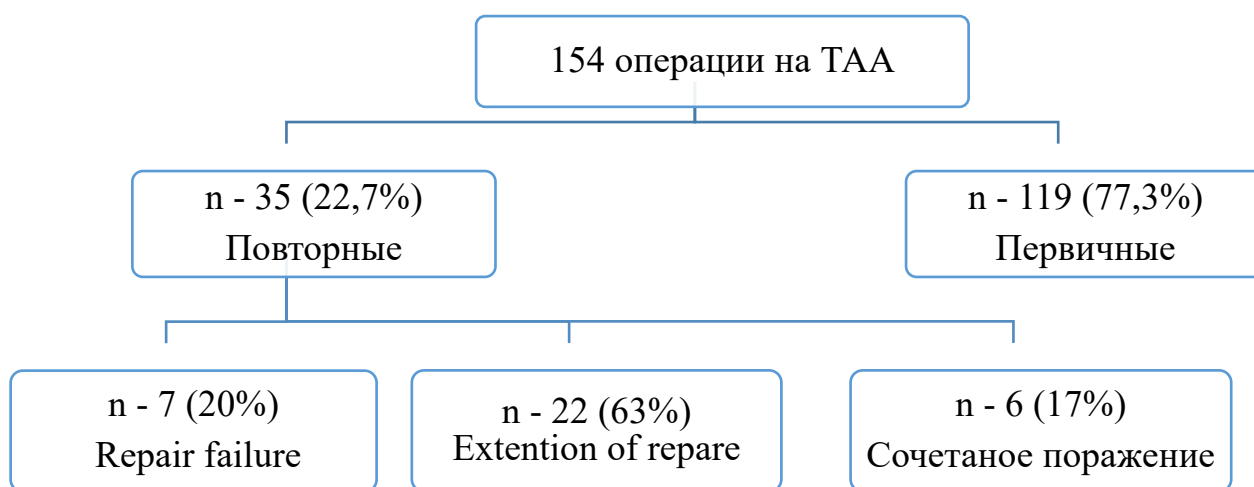 154 операции на ТАА
n - 35 (22,7%)
Повторные
n - 119 (77,3%)
Первичные
n - 7 (20%)
Repair failure
n - 22 (63%)
Extention of repare
n - 6 (17%)
Сочетаное поражение